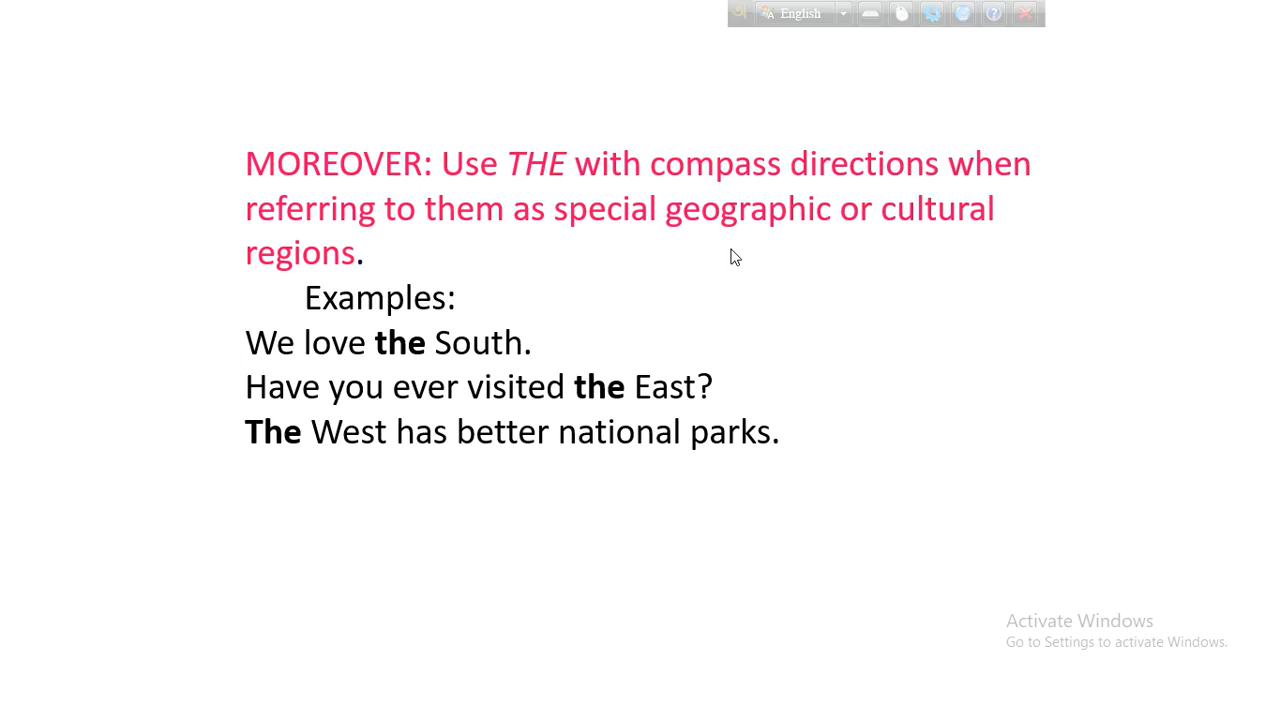 English
MOREOVER: Use THE with compass directions when
referring to them as special geographic or cultural
regions.
Examples:
We love the South.
Have you ever visited the East?
The West has better national parks.
Activate Windows
Go to Settings to activate Windows.